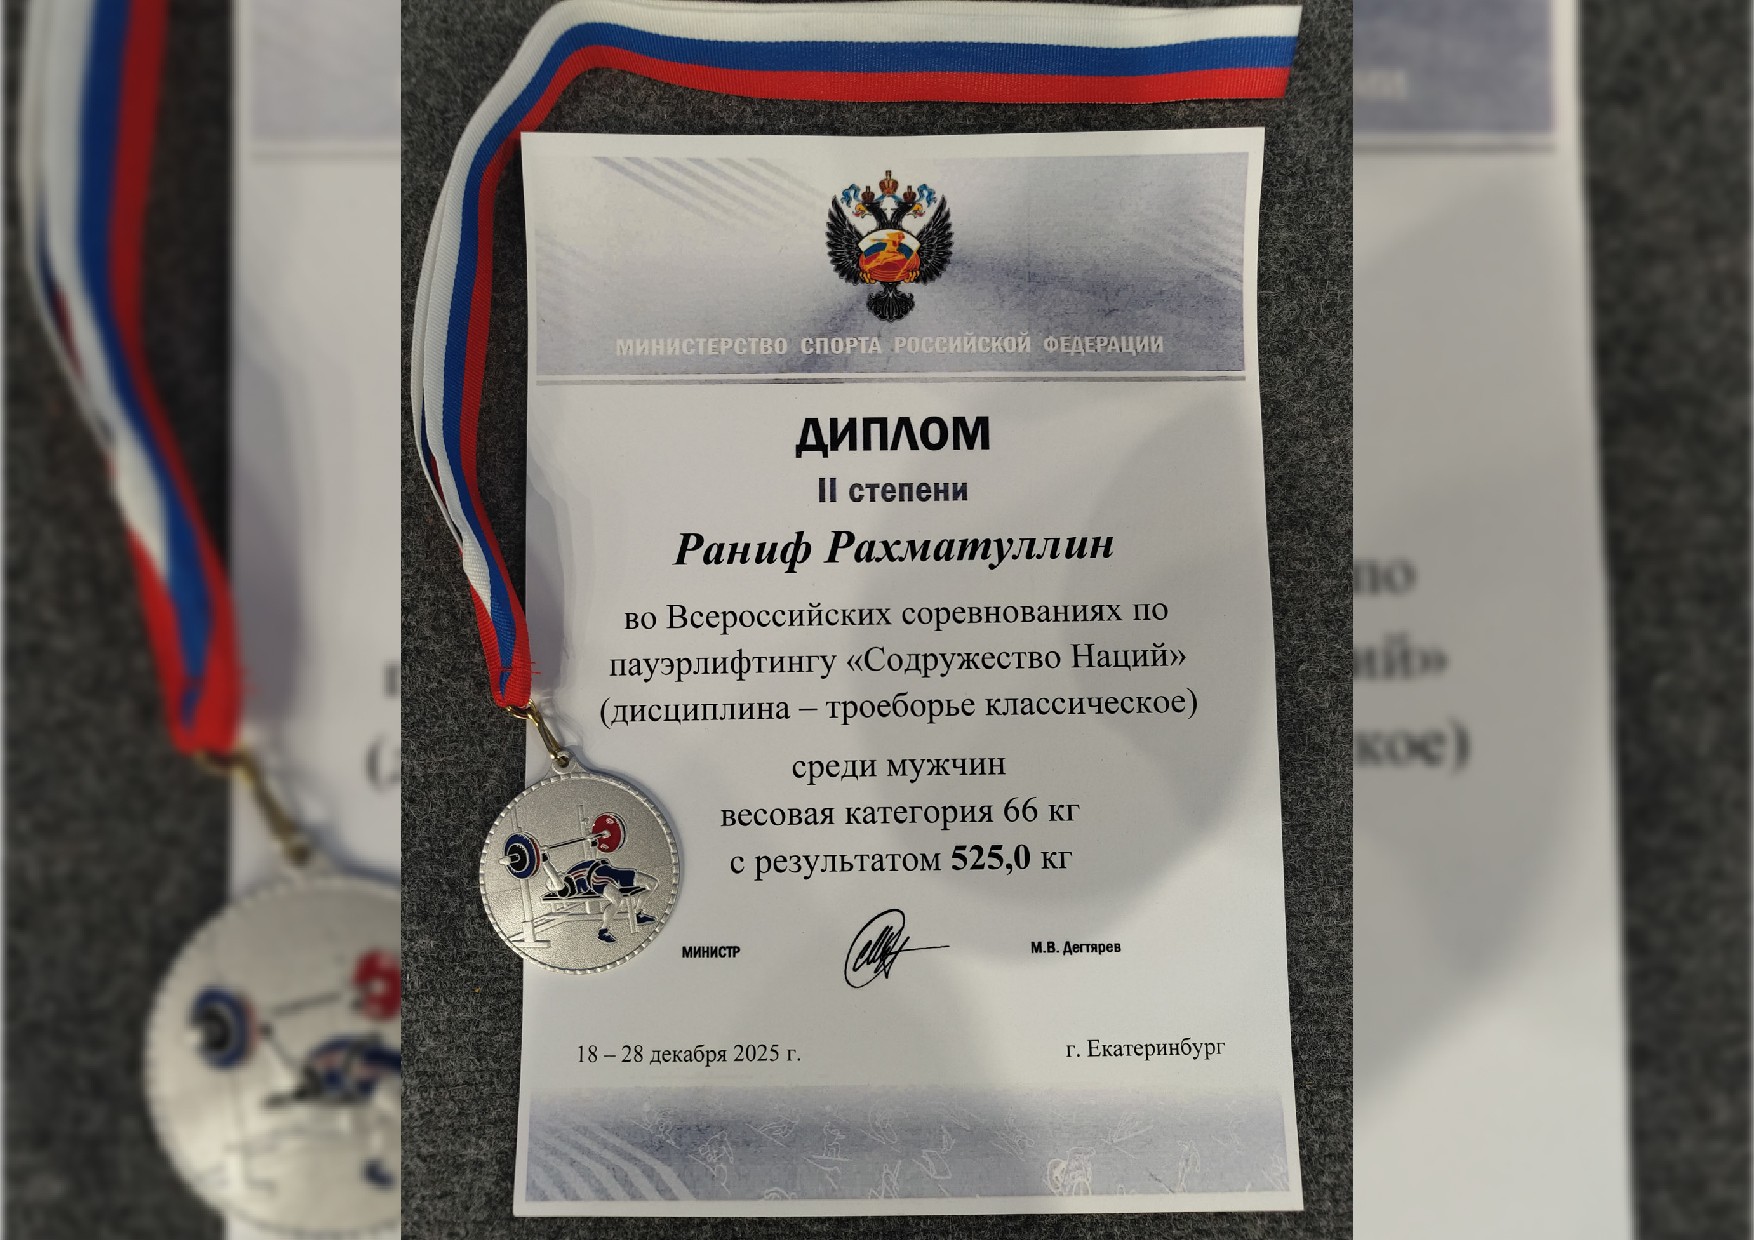 МИНИСТЕРСТВО СПОРТА РОССИЙСКОЙ ФЕДЕРАЦИИ
ДИПЛОМ
II степени
Раниф Рахматуллин
во Всероссийских соревнованиях по
пауэрлифтингу «Содружество Наций»
(дисциплина – троеборье классическое)
среди мужчин
весовая категория 66 кг
с результатом 525,0 кг
МИНИСТР М.В. Дегтярев
18 – 28 декабря 2025 г. г. Екатеринбург